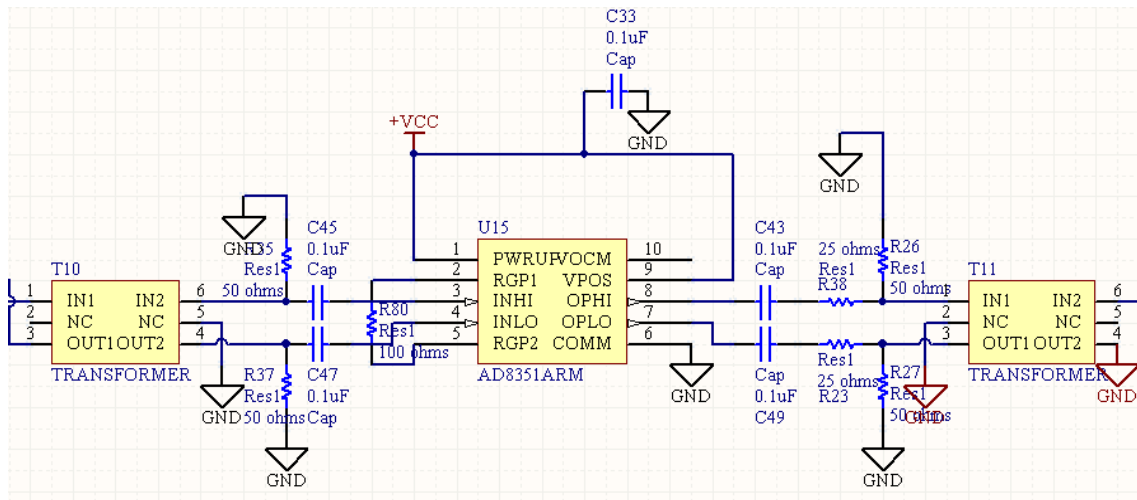 C33
0.1uF
Cap
GND
+VCC
GND
GND
R35
Res1
50 ohms
C45
0.1uF
Cap
U15
1 PWRUP VOCM 10
2 RGP1 VPOS 9
3 INHI OPHI 8
4 INLO OPLO 7
5 RGP2 COMM 6
AD8351ARM
R80
Res1
100 ohms
GND
T10
1 IN1 IN2 6
2 NC NC 5
3 OUT1 OUT2 4
TRANSFORMER
GND
R37
Res1
50 ohms
GND
C47
0.1uF
Cap
C43
0.1uF
Cap
25 ohms
Res1
R38
R26
Res1
50 ohms
Cap
0.1uF
C49
Res1
25 ohms
R23
R27
Res1
50 ohms
GND
T11
1 IN1 IN2 6
2 NC NC 5
3 OUT1 OUT2 4
TRANSFORMER
GND
GND